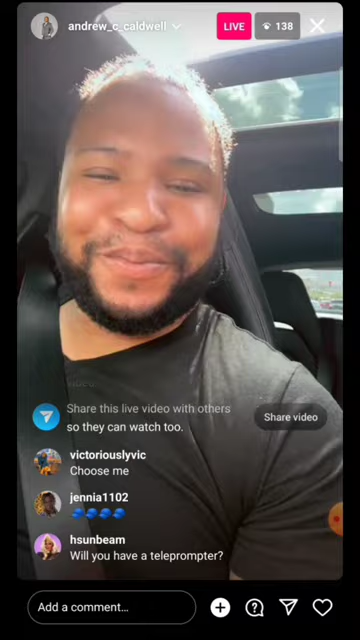 andrew_c_caldwell
LIVE
138
video
Share this live video with others
so they can watch too.
Share video
victoriouslyvic
Choose me
jennia1102
hsunbeam
Will you have a teleprompter?
Add a comment…